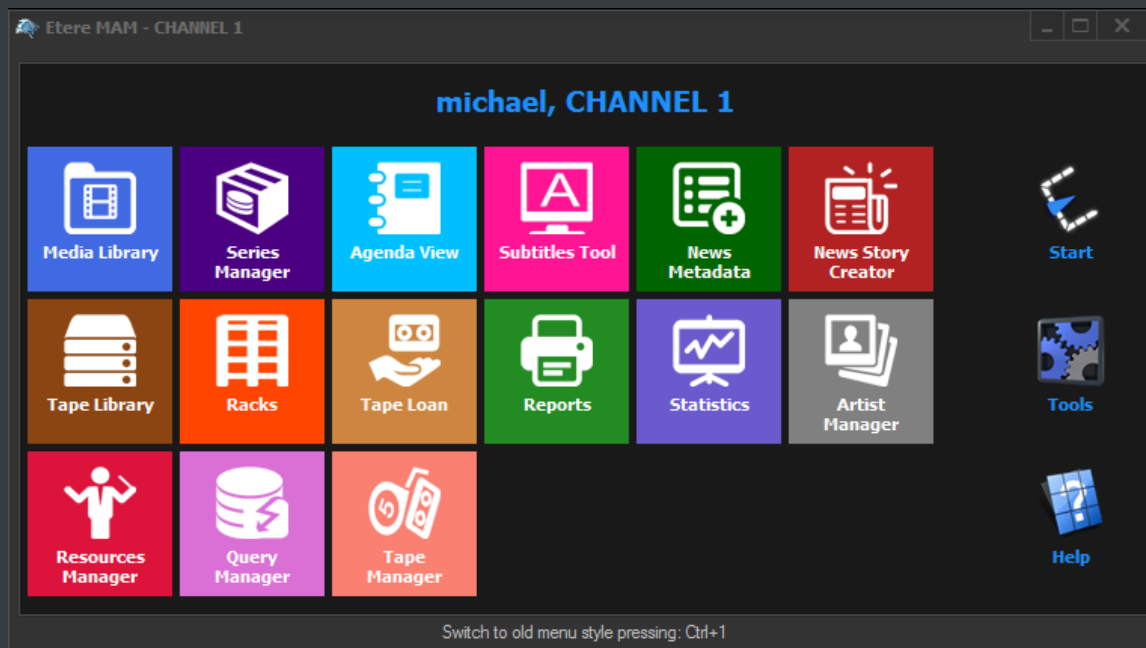 Etere MAM - CHANNEL 1
michael, CHANNEL 1
Media Library
Series
Manager
Agenda View
A
Subtitles Tool
News
Metadata
News Story
Creator
Start
Tape Library
Racks
Tape Loan
Reports
Statistics
Artist
Manager
Tools
Resources
Manager
Query
Manager
5
Tape
Manager
?
Help
Switch to old menu style pressing: Ctrl+1